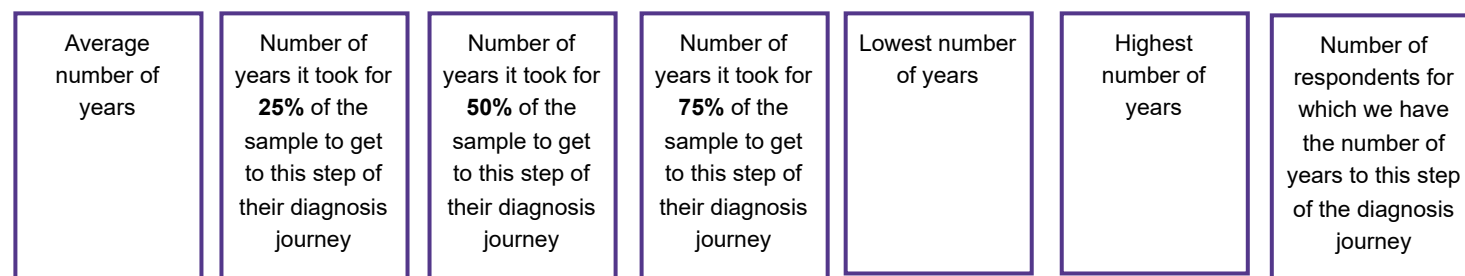 Average
number of
years
Number of
years it took for
25% of the
sample to get
to this step of
their diagnosis
journey
Number of
years it took for
50% of the
sample to get
to this step of
their diagnosis
journey
Number of
years it took for
75% of the
sample to get
to this step of
their diagnosis
journey
Lowest number
of years
Highest
number of
years
Number of
respondents for
which we have
the number of
years to this step
of the diagnosis
journey